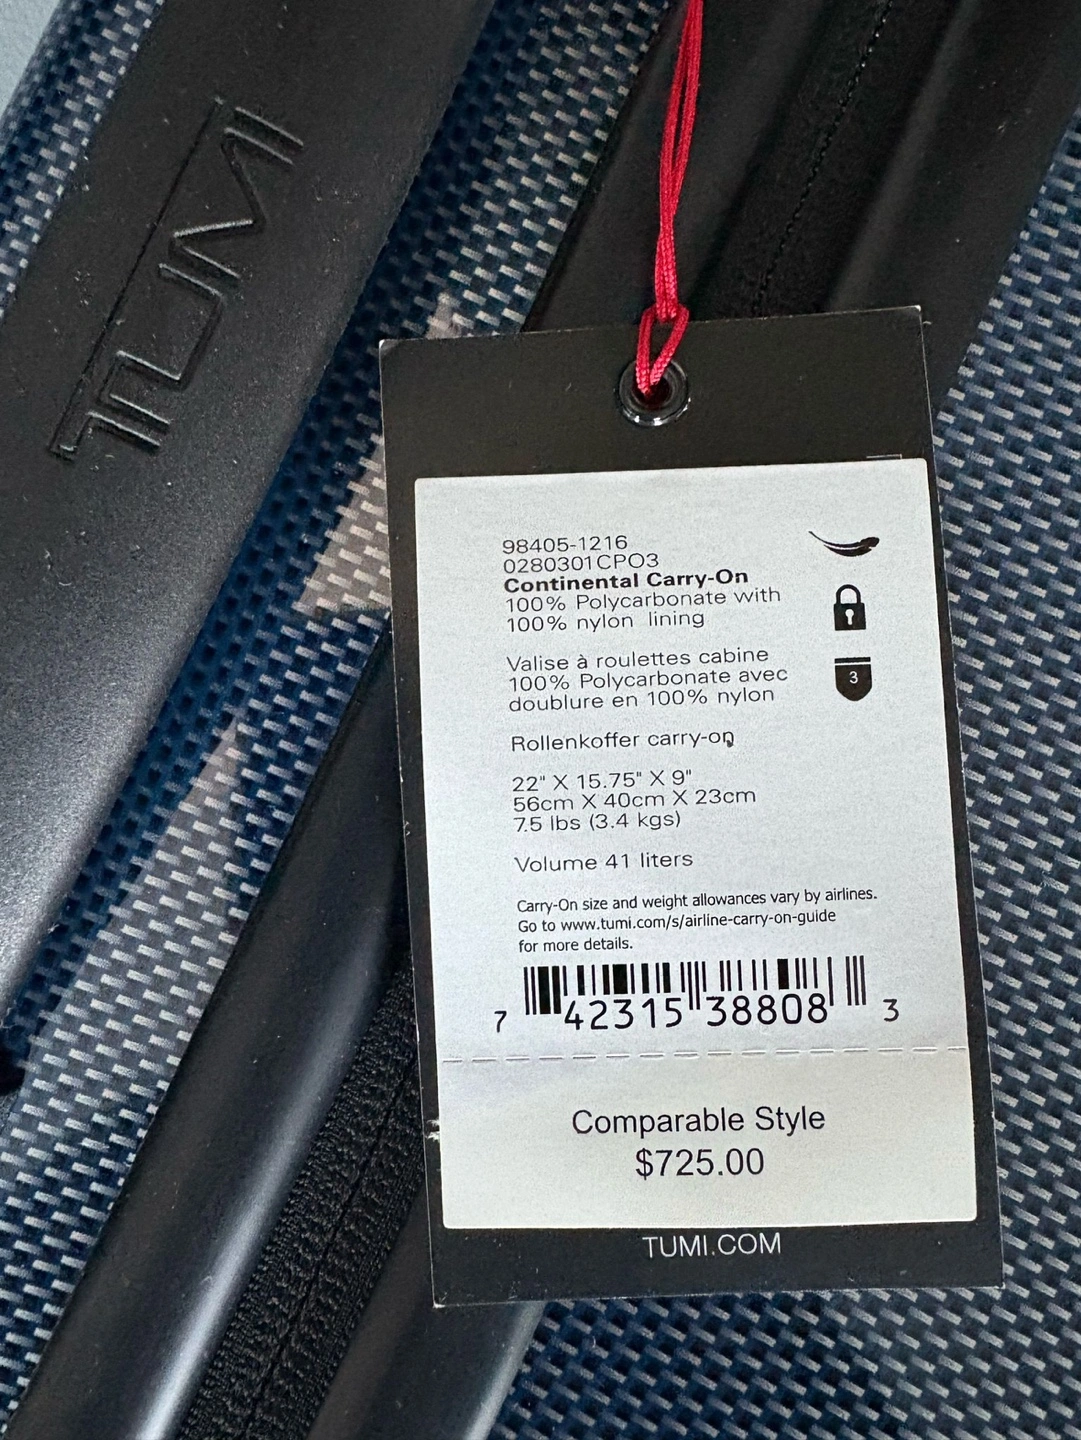 TUMI
98405-1216
0280301CPO3
Continental Carry-On
100% Polycarbonate with
100% nylon lining
Valise à roulettes cabine
100% Polycarbonate avec
doublure en 100% nylon
Rollenkoffer carry-on
22" X 15.75" X 9"
56cm X 40cm X 23cm
7.5 lbs (3.4 kgs)
Volume 41 liters
3
Carry-On size and weight allowances vary by airlines.
Go to www.tumi.com/s/airline-carry-on-guide
for more details.
7 42315 38808 3
Comparable Style
$725.00
TUMI.COM